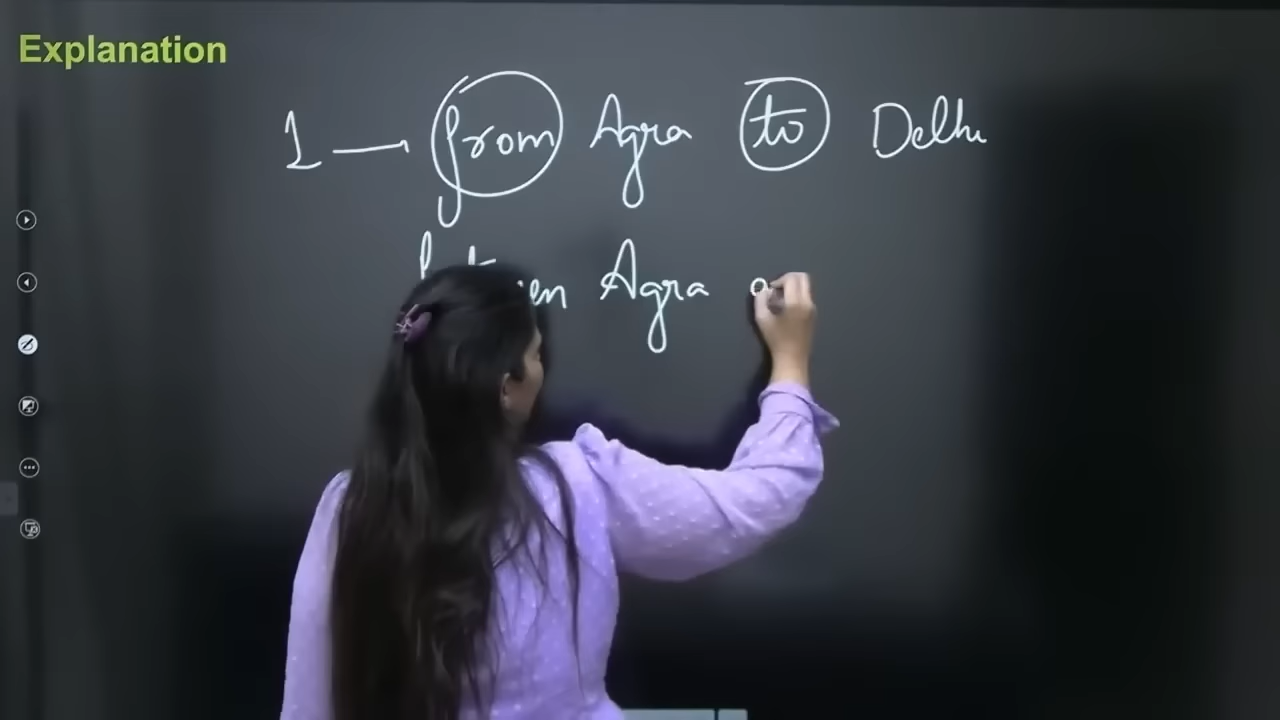 Explanation
1 → from Agra to Delhi
Agra